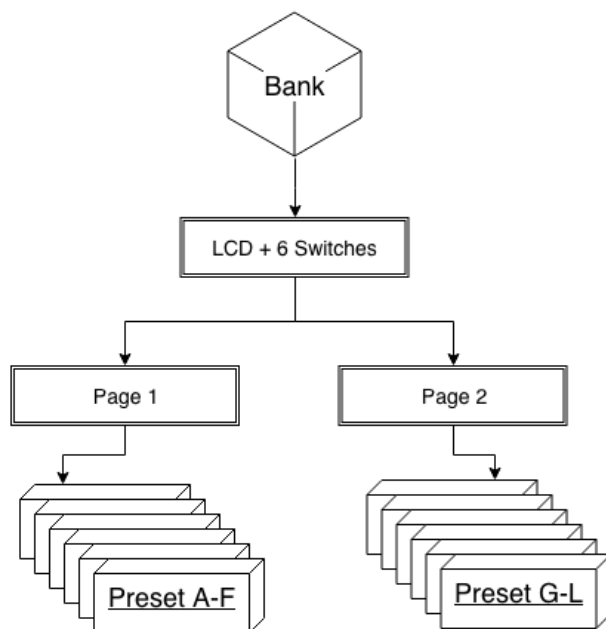 Bank
LCD + 6 Switches
Page 1
Page 2
Preset A-F
Preset G-L